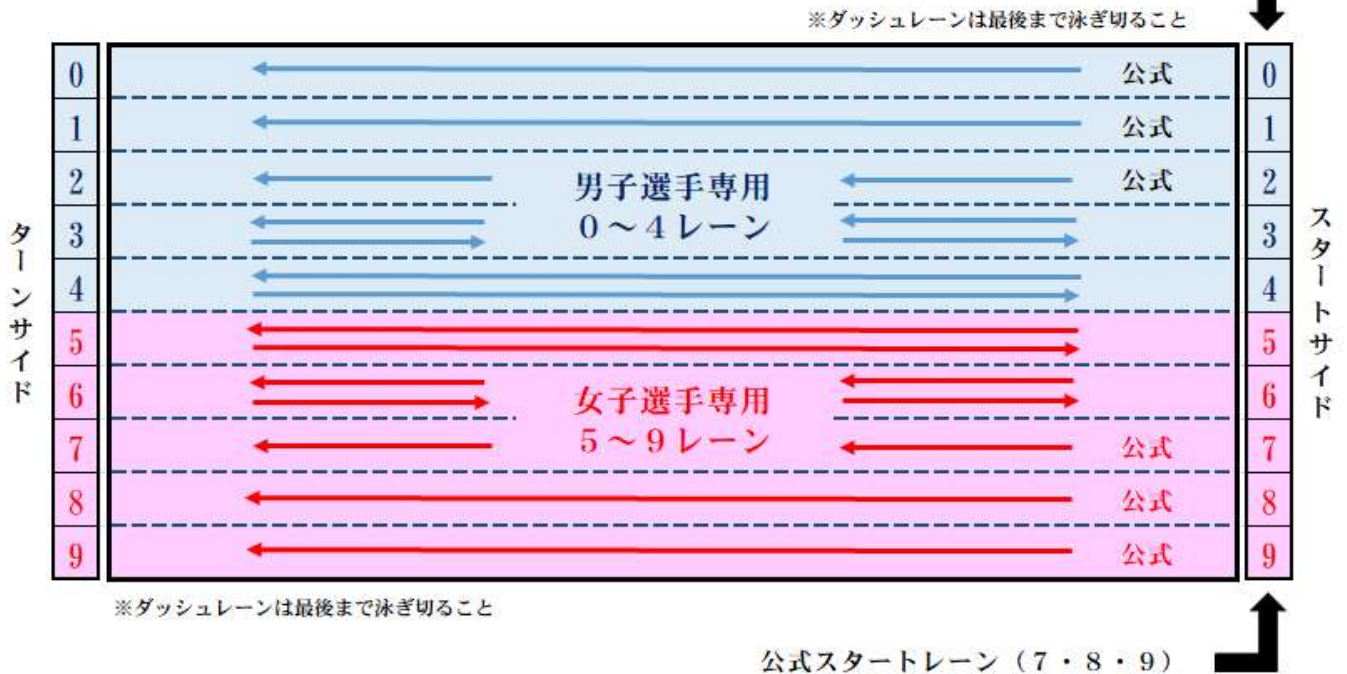 ※ダッシュレーンは最後まで泳ぎ切ること
0 公式 0
1 公式 1
2 男子選手専用 公式 2
3 0～4レーン 3
4 4
5 5
6 女子選手専用 6
7 5～9レーン 公式 7
8 公式 8
9 公式 9
ターンサイド
スタートサイド
※ダッシュレーンは最後まで泳ぎ切ること
公式スタートレーン（7・8・9）